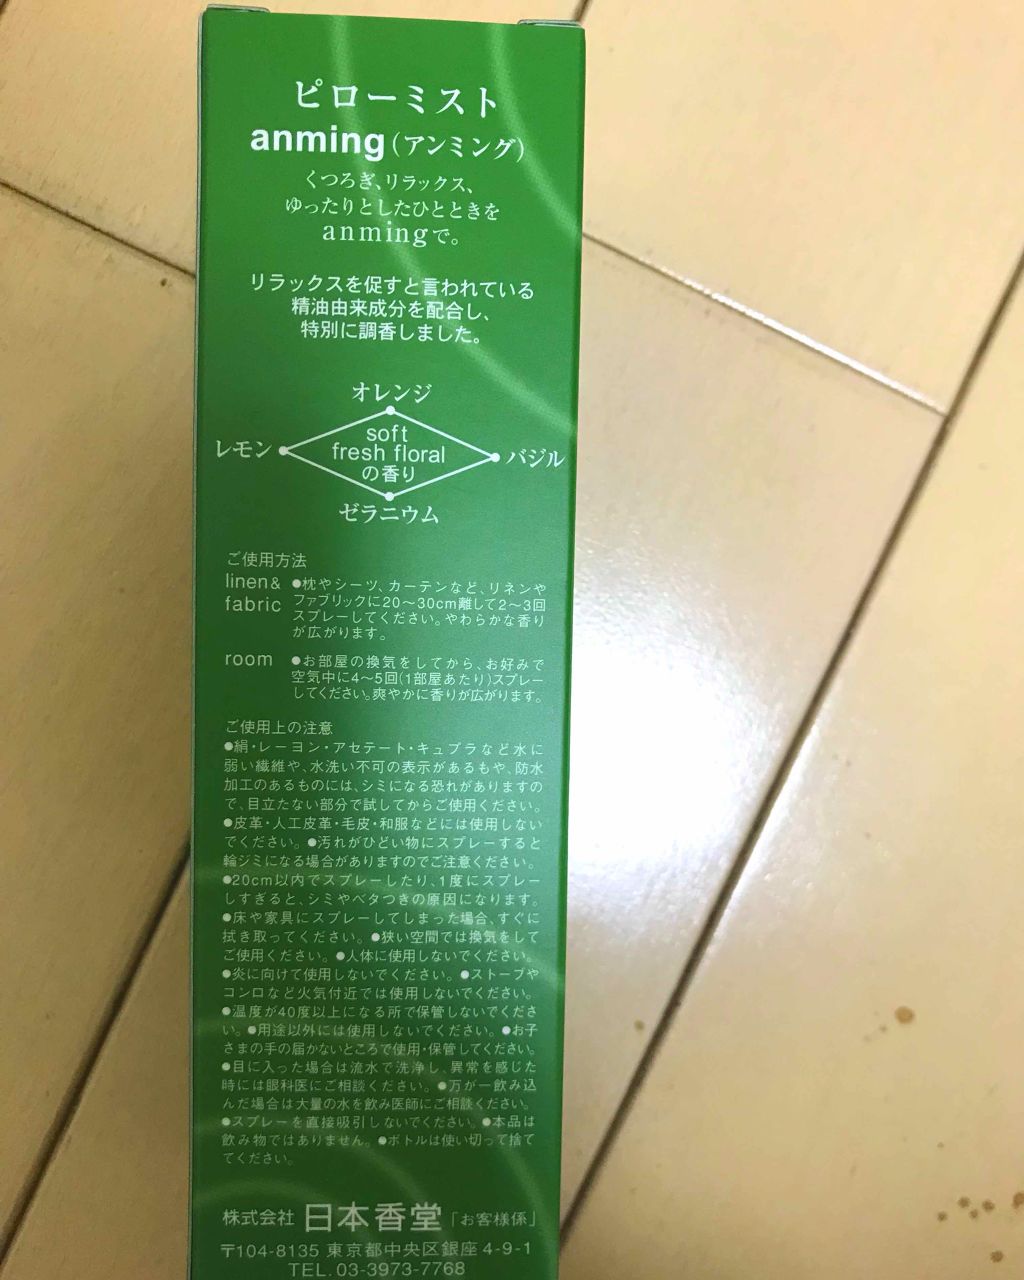 ピローミスト
anming(アンミング)
くつろぎ、リラックス、
ゆったりとしたひとときを
anmingで。
リラックスを促すと言われている
精油由来成分を配合し、
特別に調香しました。
オレンジ
レモン
soft
fresh floral
の香り
バジル
ゼラニウム
ご使用方法
linen&
fabric
●枕やシーツ、カーテンなど、リネンや
ファブリックに20〜30cm離して2〜3回
スプレーしてください。やわらかな香り
が広がります。
room
●お部屋の換気をしてから、お好みで
空気中に4〜5回(1部屋あたり)スプレー
してください。爽やかに香りが広がります。
ご使用上の注意
●絹・レーヨン・アセテート・キュプラなど水に
弱い繊維や、水洗い不可の表示があるもや、防水
加工のあるものには、シミになる恐れがありますの
で、目立たない部分で試してからご使用ください。
●皮革・人工皮革・毛皮・和服などには使用しない
でください。●汚れがひどい物にスプレーすると
輪ジミになる場合がありますのでご注意ください。
●20cm以内でスプレーしたり、1度にスプレー
しすぎると、シミやベタつきの原因になります。
●床や家具にスプレーしてしまった場合、すぐに
拭き取ってください。●狭い空間では換気をして
ご使用ください。●人体に使用しないでください。
●炎に向けて使用しないでください。●ストーブや
コンロなど火気付近では使用しないでください。
●温度が40度以上になる所で保管しないでくださ
い。●用途以外には使用しないでください。●お子
さまの手の届かないところで使用・保管してください。
●目に入った場合は流水で洗浄し、異常を感じた
時には眼科医にご相談ください。●万が一飲み込
んだ場合は大量の水を飲み医師にご相談ください。
●スプレーを直接吸引しないでください。●本品は
飲み物ではありません。●ボトルは使い切って捨て
てください。
株式会社 日本香堂「お客様係」
〒104-8135 東京都中央区銀座 4-9-1
TEL. 03-3973-7768